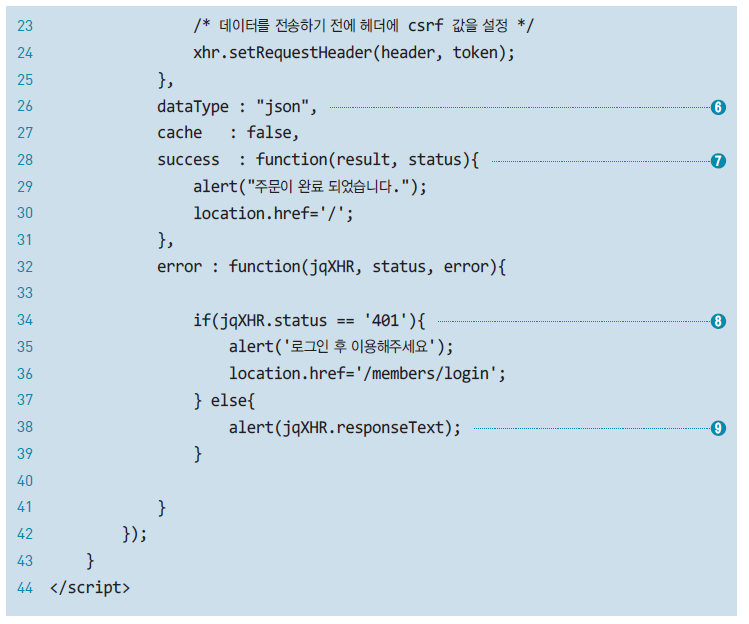 23 /* 데이터를 전송하기 전에 헤더에 csrf 값을 설정 */
24 xhr.setRequestHeader(header, token);
25 },
26 dataType : "json", ❻
27 cache : false,
28 success : function(result, status){ ❼
29 alert("주문이 완료 되었습니다.");
30 location.href='/';
31 },
32 error : function(jqXHR, status, error){
33
34 if(jqXHR.status == '401'){ ❽
35 alert('로그인 후 이용해주세요');
36 location.href='/members/login';
37 } else{
38 alert(jqXHR.responseText); ❾
39 }
40
41 }
42 });
43 }
44 </script>